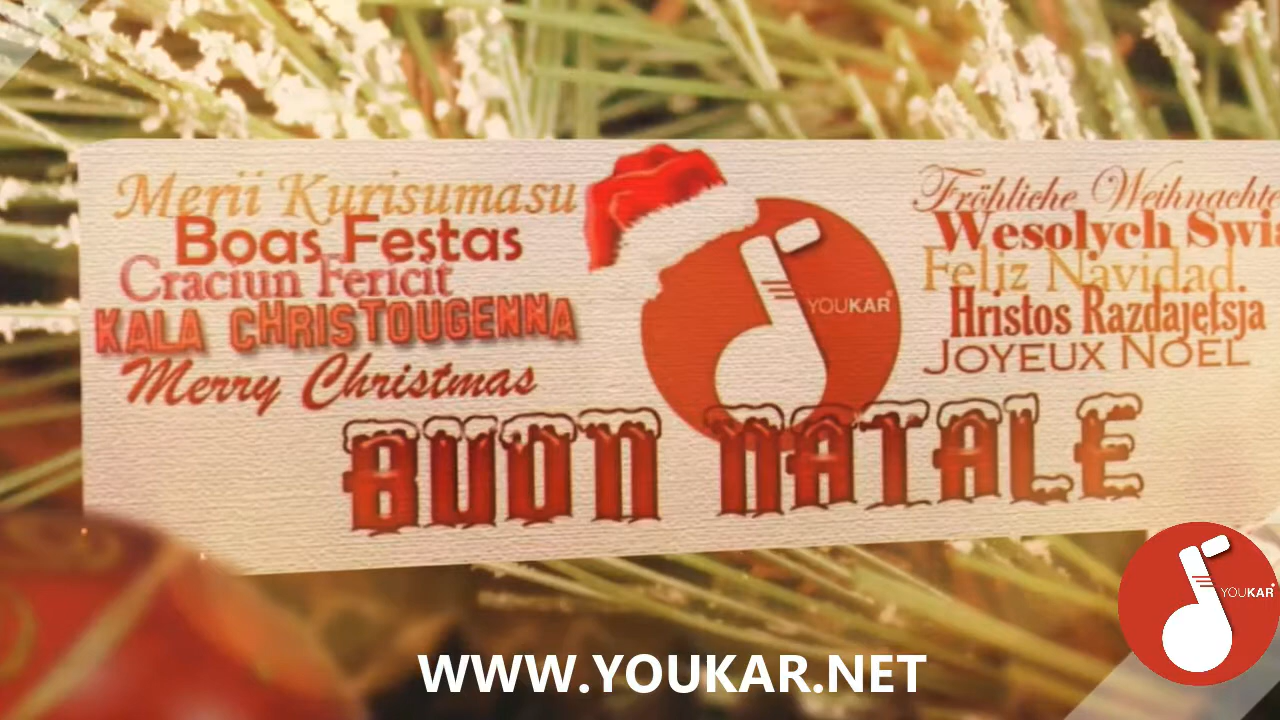 Merii Kurisumasu
Boas Festas
Craciun Fericit
KALA CHRISTOUGENNA
Merry Christmas
YOUKAR®
Fröhliche Weihnachte
Wesolych Swi
Feliz Navidad.
Hristos Razdajetsja
JOYEUX NOEL
BUON NATALE
YOUKAR®
WWW.YOUKAR.NET